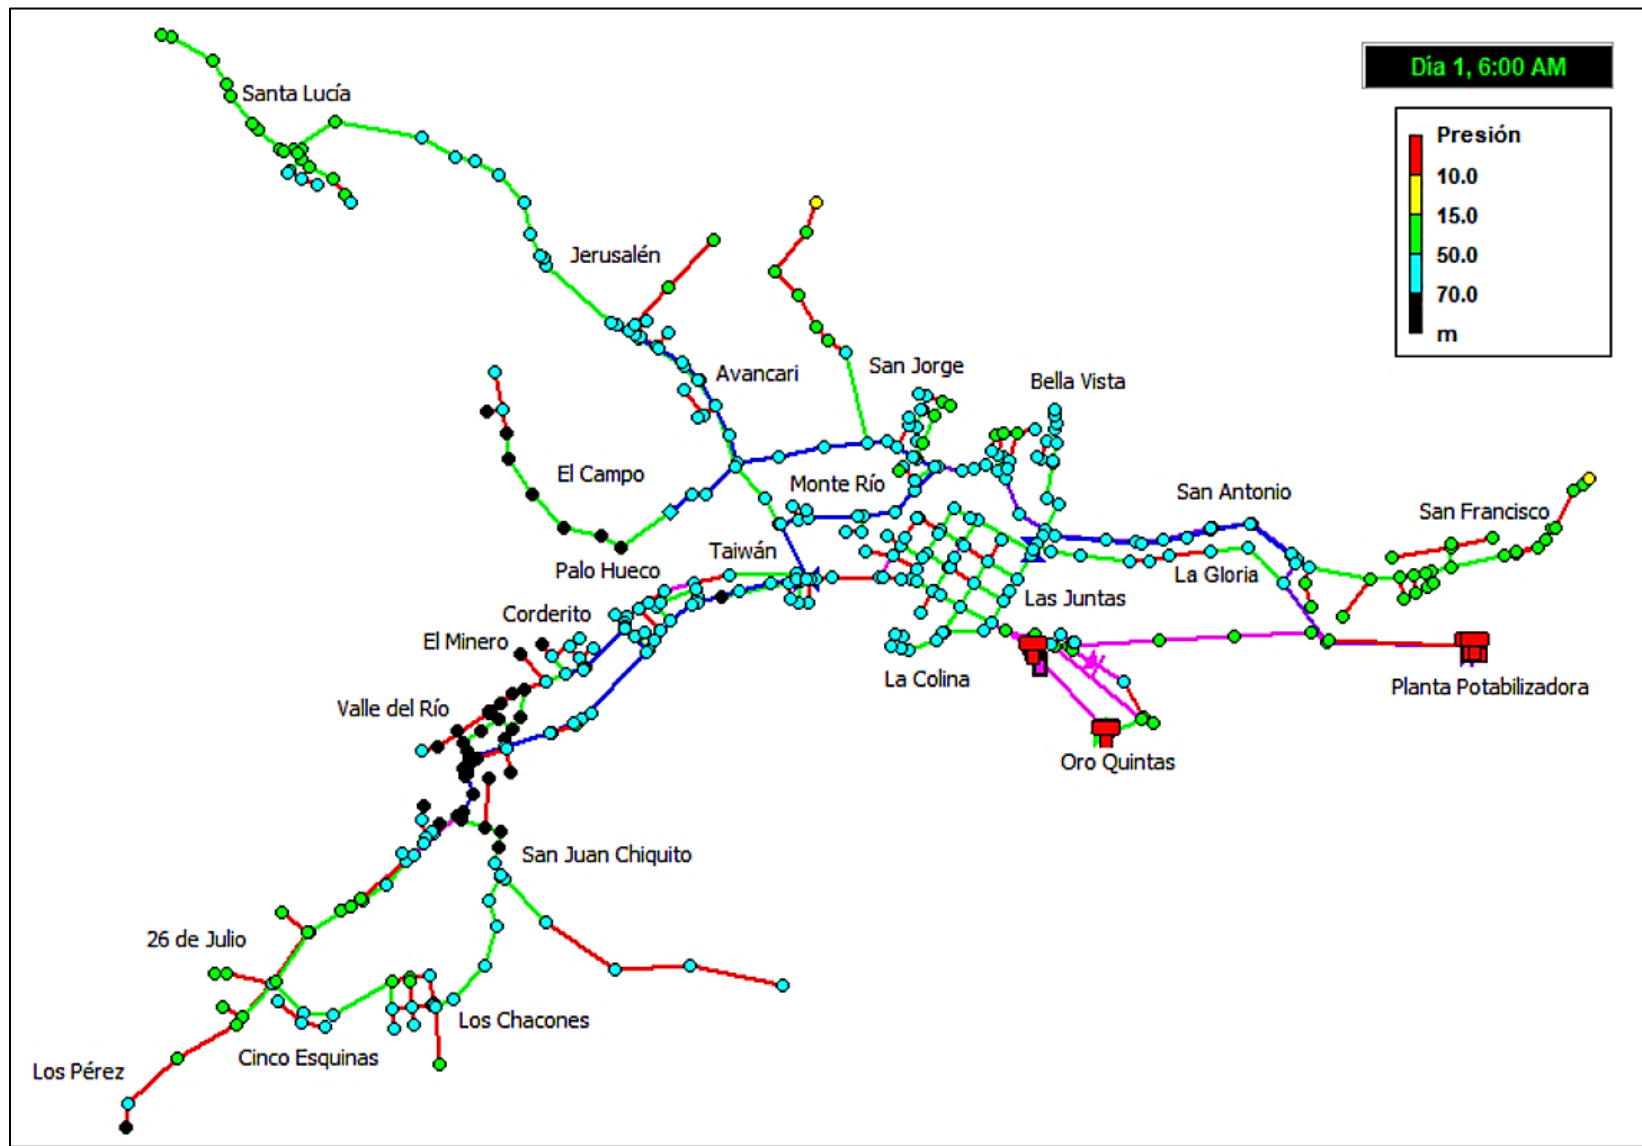 Día 1, 6:00 AM
Presión
10.0
15.0
50.0
70.0
m
Santa Lucía
Jerusalén
Avancari
San Jorge
Bella Vista
El Campo
Monte Río
San Antonio
San Francisco
Taiwán
Palo Hueco
La Gloria
Corderito
Las Juntas
El Minero
La Colina
Planta Potabilizadora
Valle del Río
Oro Quintas
San Juan Chiquito
26 de Julio
Los Chacones
Cinco Esquinas
Los Pérez